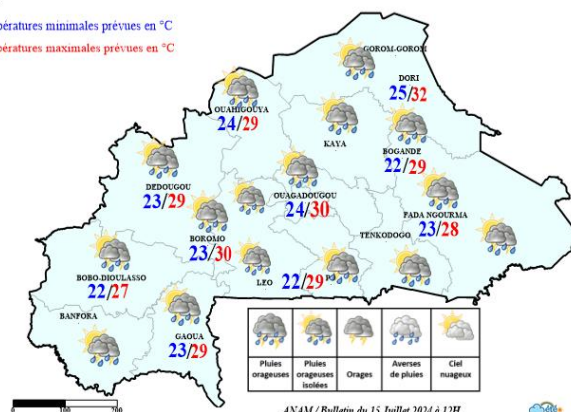 pératures minimales prévues en °C
pératures maximales prévues en °C
GOROM-GOROM
DORI
25/32
OUAHIGOUYA
24/29
KAYA
BOGANDE
22/29
DEDOUGOU
23/29
OUAGADOUGOU
24/30
FADA NGOURMA
23/28
BOROMO
23/30
TENKODOGO
BOBO-DIOULASSO
22/27
LEO
22/29
PO
BANFORA
GAOUA
23/29
Pluies orageuses
Pluies orageuses isolées
Orages
Averses de pluies
Ciel nuageux
0 100 200
ANAM / Bulletin du 15 Juillet 2024 à 12H